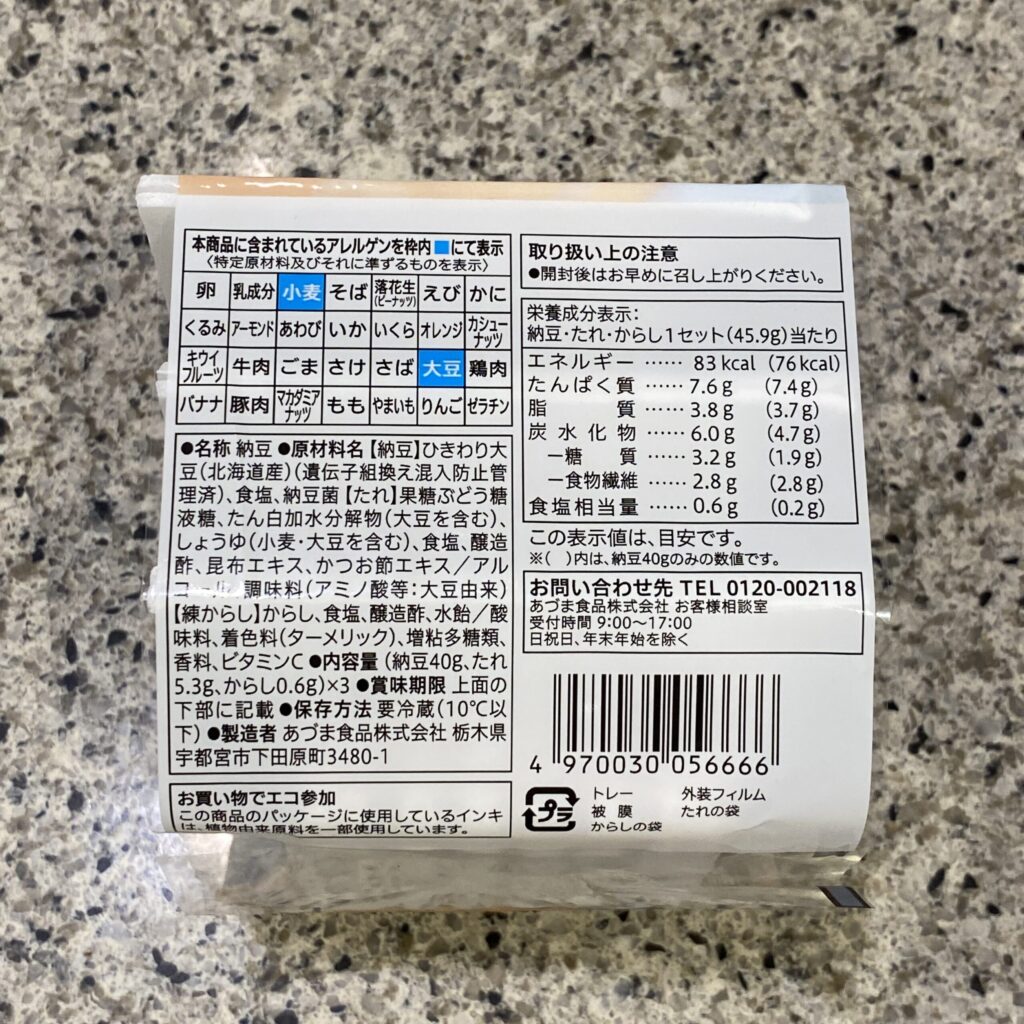 本商品に含まれているアレルゲンを枠内■にて表示
〈特定原材料及びそれに準ずるものを表示〉
卵 乳成分 小麦 そば 落花生(ピーナッツ) えび かに
くるみ アーモンド あわび いか いくら オレンジ カシューナッツ
キウイフルーツ 牛肉 ごま さけ さば 大豆 鶏肉
バナナ 豚肉 マカダミアナッツ もも やまいも りんご ゼラチン
●名称 納豆 ●原材料名【納豆】ひきわり大
豆(北海道産)(遺伝子組換え混入防止管
理済)、食塩、納豆菌【たれ】果糖ぶどう糖
液糖、たん白加水分解物(大豆を含む)、
しょうゆ(小麦・大豆を含む)、食塩、醸造
酢、昆布エキス、かつお節エキス/アル
コール、調味料(アミノ酸等:大豆由来)
【練からし】からし、食塩、醸造酢、水飴/酸
味料、着色料(ターメリック)、増粘多糖類、
香料、ビタミンC ●内容量(納豆40g、たれ
5.3g、からし0.6g)×3 ●賞味期限 上面の
下部に記載 ●保存方法 要冷蔵(10℃以
下) ●製造者 あづま食品株式会社 栃木県
宇都宮市下田原町3480-1
お買い物でエコ参加
この商品のパッケージに使用しているインキ
は、植物由来原料を一部使用しています。
取り扱い上の注意
●開封後はお早めに召し上がりください。
栄養成分表示:
納豆・たれ・からし1セット(45.9g)当たり
エネルギー …… 83kcal (76kcal)
たんぱく質 …… 7.6g (7.4g)
脂質 …… 3.8g (3.7g)
炭水化物 …… 6.0g (4.7g)
ー糖質 …… 3.2g (1.9g)
ー食物繊維 …… 2.8g (2.8g)
食塩相当量 …… 0.6g (0.2g)
この表示値は、目安です。
※( )内は、納豆40gのみの数値です。
お問い合わせ先 TEL 0120-002118
あづま食品株式会社 お客様相談室
受付時間 9:00〜17:00
日祝日、年末年始を除く
4 970030 056666
プラ
トレー 外装フィルム
被膜 たれの袋
からしの袋